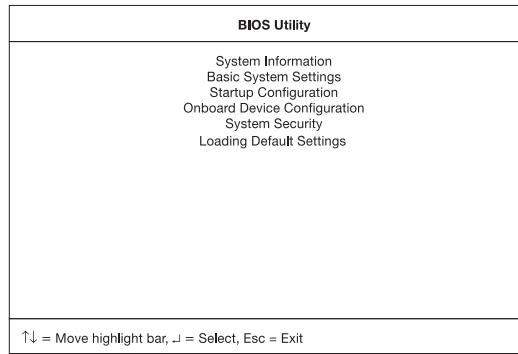 BIOS Utility
System Information
Basic System Settings
Startup Configuration
Onboard Device Configuration
System Security
Loading Default Settings
↑↓ = Move highlight bar, ↵ = Select, Esc = Exit